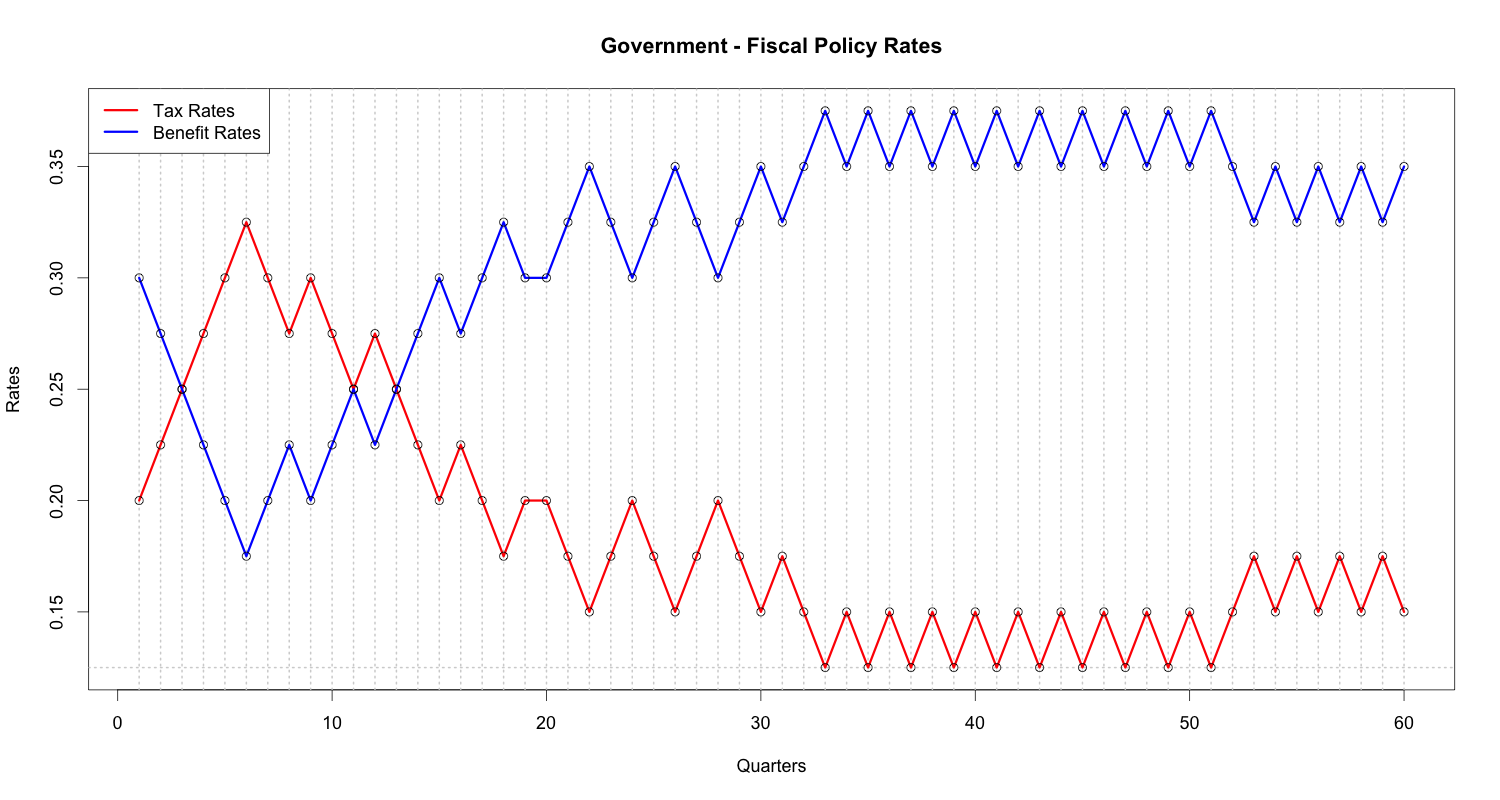 Government - Fiscal Policy Rates
Tax Rates
Benefit Rates
Rates
0.35
0.30
0.25
0.20
0.15
0 10 20 30 40 50 60
Quarters